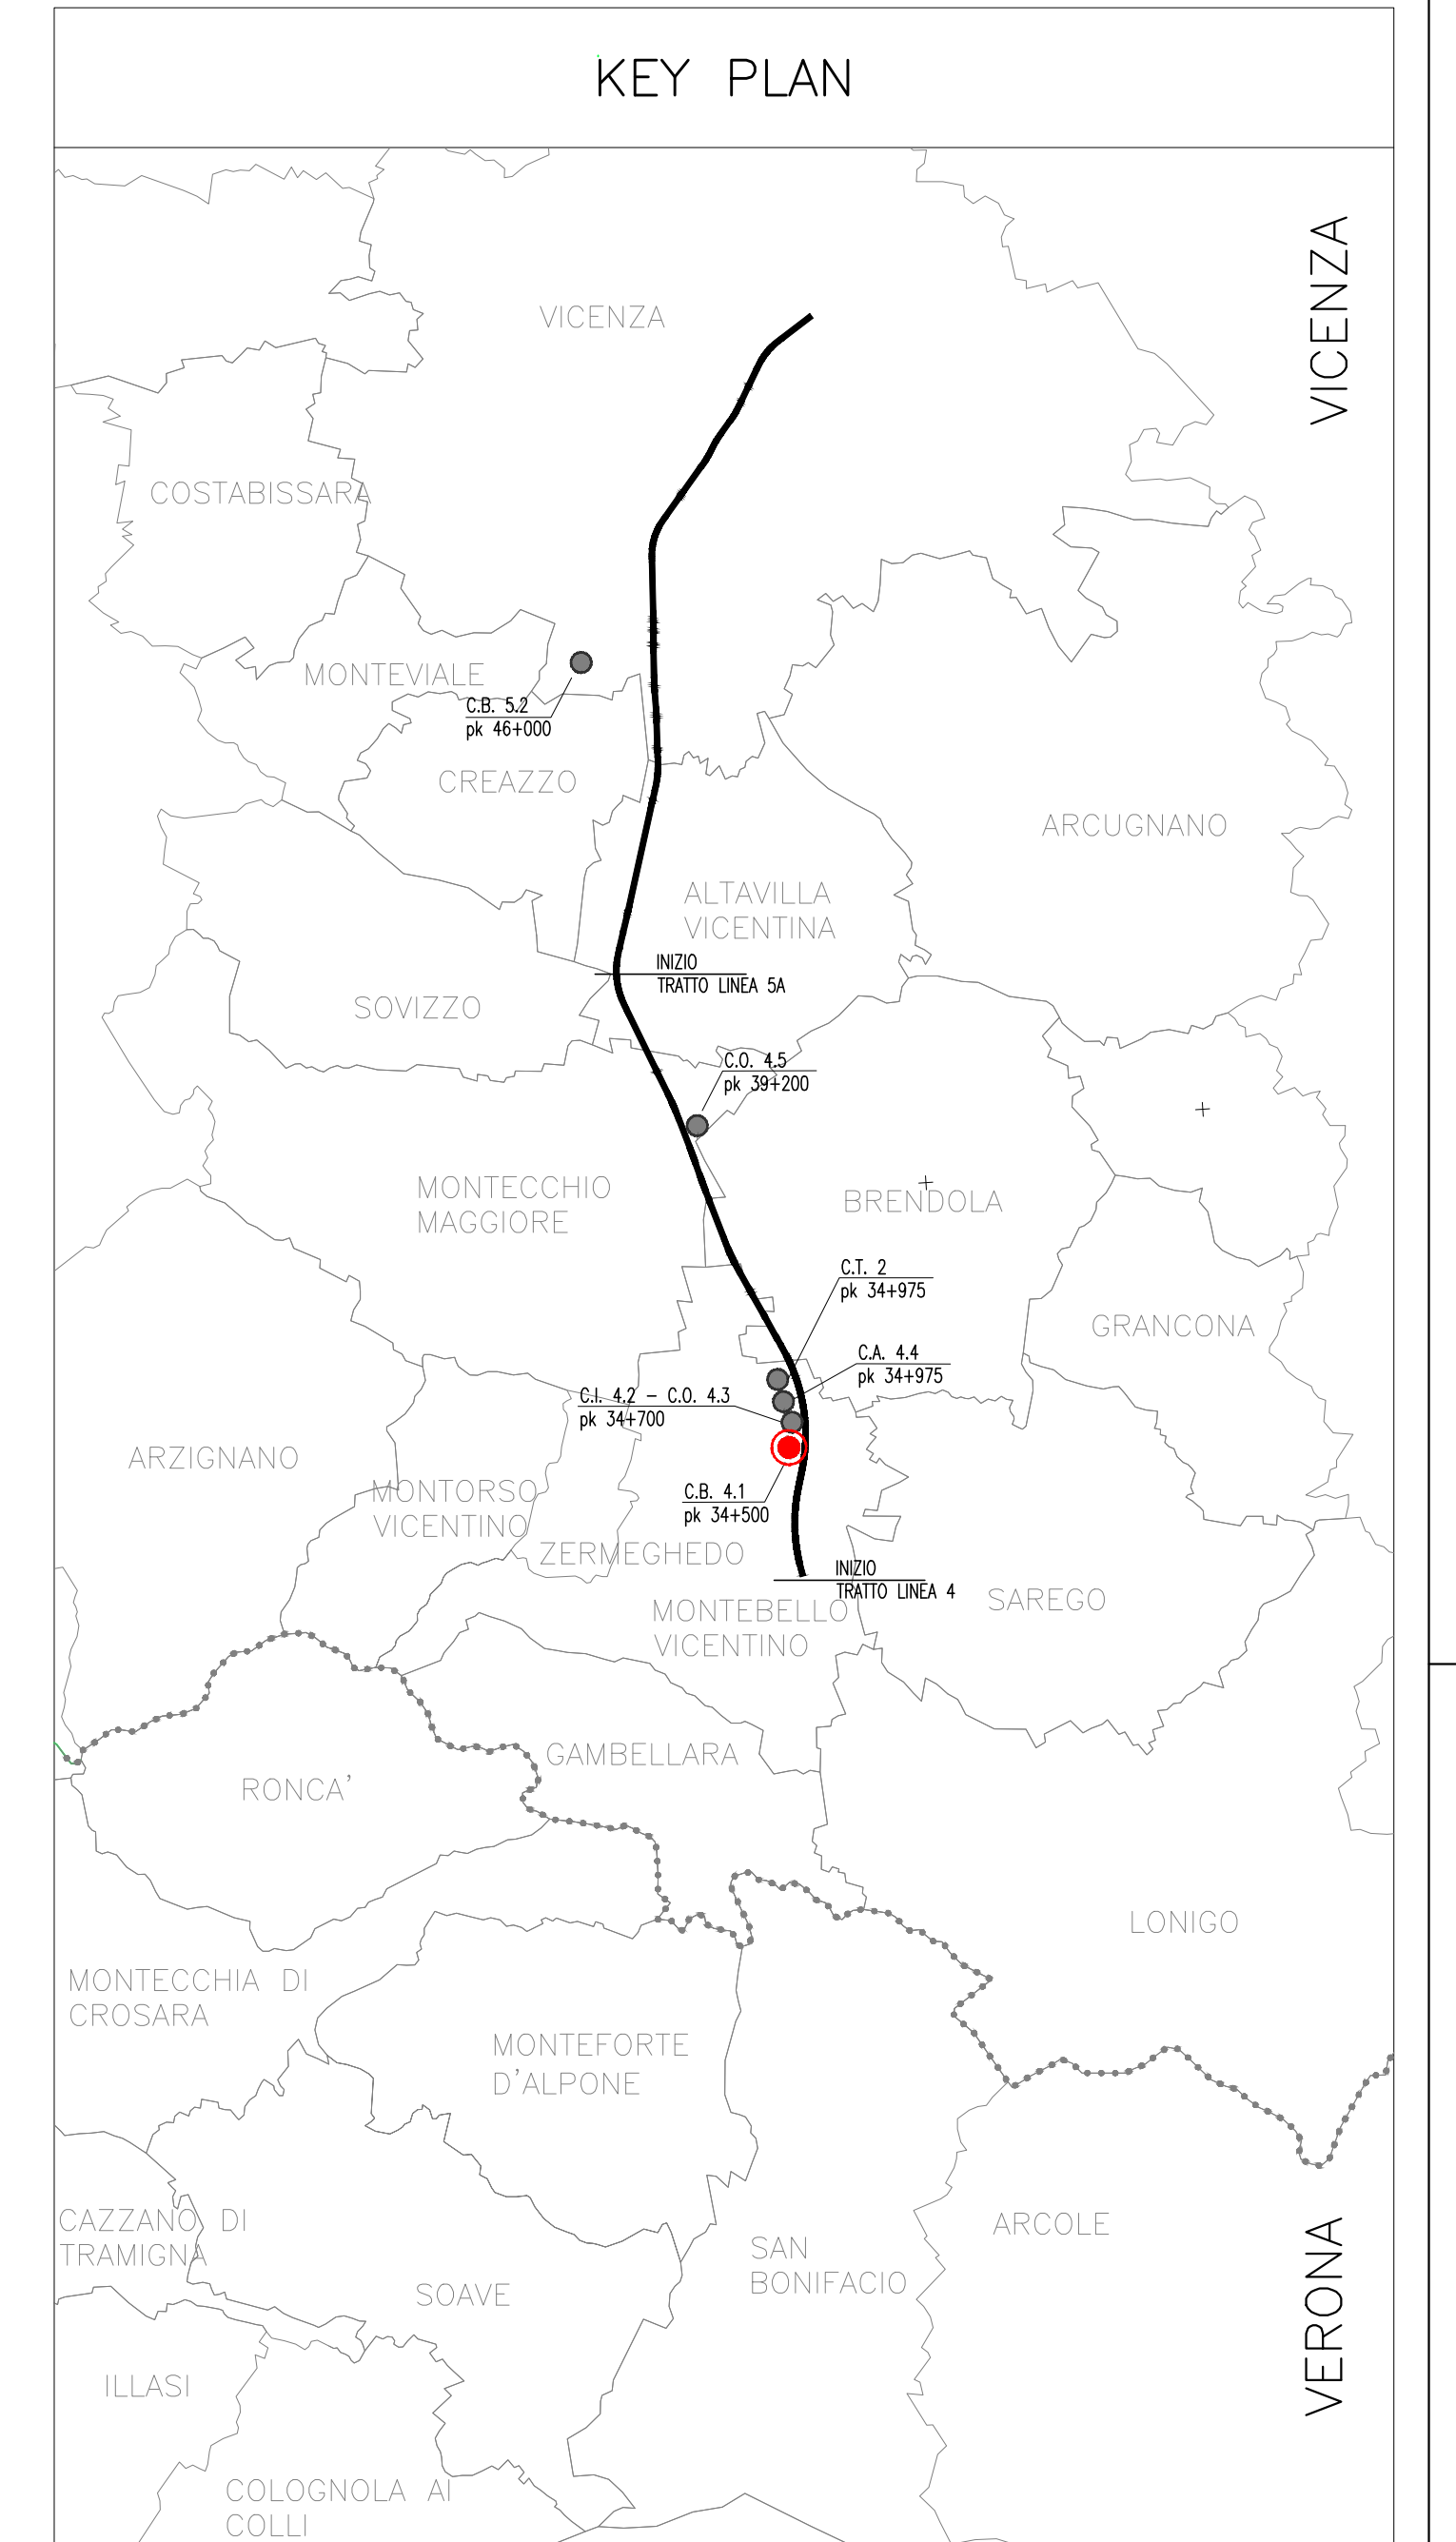 KEY PLAN
VICENZA
VICENZA
COSTABISSARA
MONTEVIALE
C.B. 5.2
pk 46+000
CREAZZO
ARCUGNANO
ALTAVILLA
VICENTINA
INIZIO
TRATTO LINEA 5A
SOVIZZO
C.O. 4.5
pk 39+200
MONTECCHIO
MAGGIORE
BRENDOLA
C.T. 2
pk 34+975
GRANCONA
C.A. 4.4
pk 34+975
C.I. 4.2 – C.O. 4.3
pk 34+700
ARZIGNANO
MONTORSO
VICENTINO
C.B. 4.1
pk 34+500
ZERMEGHEDO
INIZIO
TRATTO LINEA 4
SAREGO
MONTEBELLO
VICENTINO
GAMBELLARA
RONCA'
LONIGO
MONTECCHIA DI
CROSARA
MONTEFORTE
D'ALPONE
CAZZANO DI
TRAMIGNA
ARCOLE
SAN
BONIFACIO
SOAVE
VERONA
ILLASI
COLOGNOLA AI
COLLI